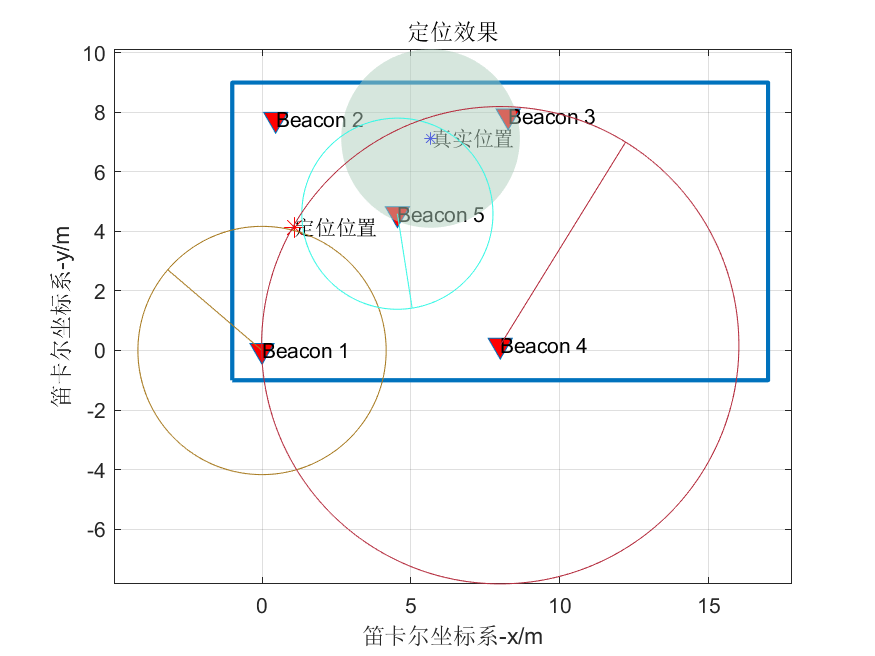 定位效果
10
8
6
4
2
0
-2
-4
-6
Beacon 2
Beacon 3
真实位置
Beacon 5
定位位置
Beacon 1
Beacon 4
0
5
10
15
笛卡尔坐标系-x/m
笛卡尔坐标系-y/m